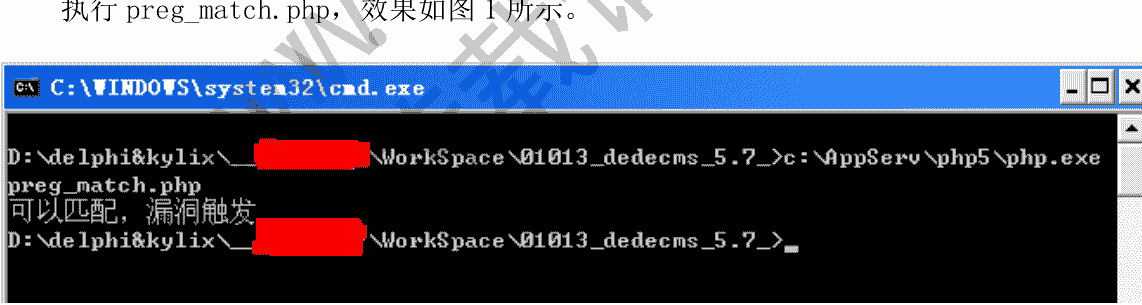 执行 preg_match.php，效果如图 1 所示。
C:\WINDOWS\system32\cmd.exe
D:\delphi&kylix\__\WorkSpace\01013_dedecms_5.7_>c:\AppServ\php5\php.exe
preg_match.php
可以匹配，漏洞触发
D:\delphi&kylix\__\WorkSpace\01013_dedecms_5.7_>_